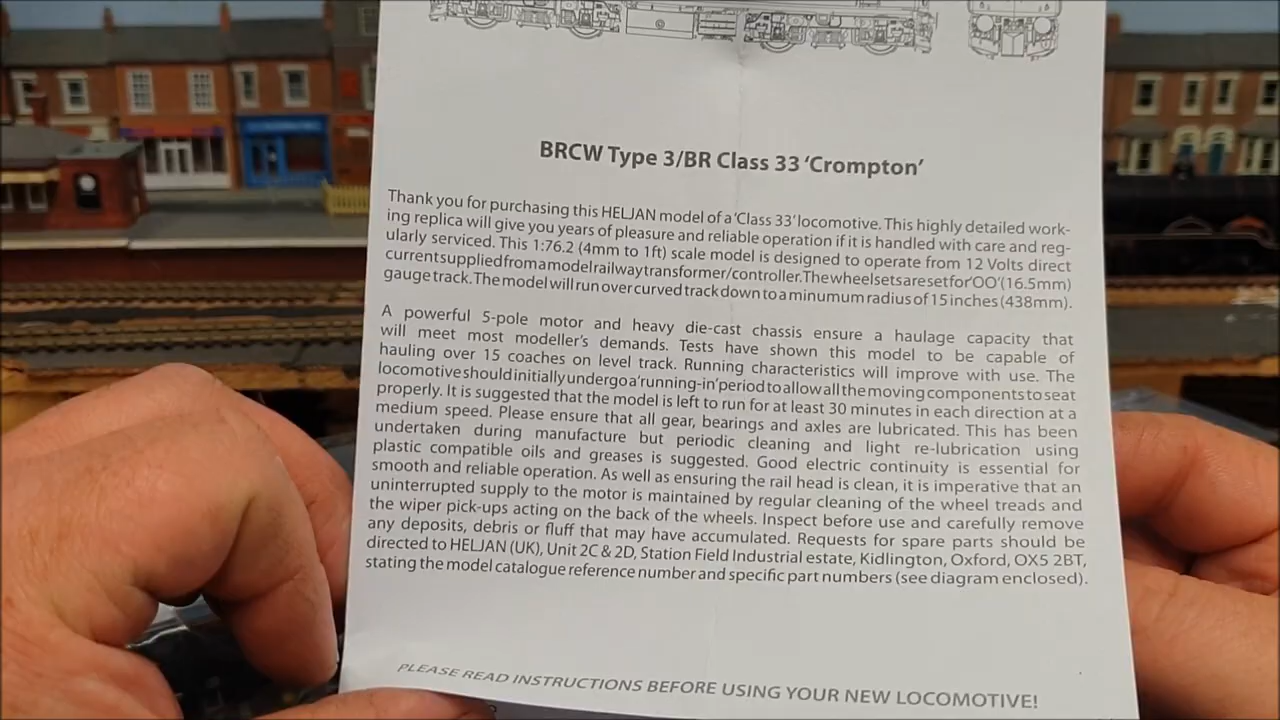 BRCW Type 3/BR Class 33 ‘Crompton’
Thank you for purchasing this HELJAN model of a ‘Class 33’ locomotive. This highly detailed work-
ing replica will give you years of pleasure and reliable operation if it is handled with care and reg-
ularly serviced. This 1:76.2 (4mm to 1ft) scale model is designed to operate from 12 Volts direct
current supplied from a model railway transformer/controller. The wheelsets are set for ‘OO’ (16.5mm)
gauge track. The model will run over curved track down to a minumum radius of 15 inches (438mm).
A powerful 5-pole motor and heavy die-cast chassis ensure a haulage capacity that
will meet most modeller's demands. Tests have shown this model to be capable of
hauling over 15 coaches on level track. Running characteristics will improve with use. The
locomotive should initially undergo a ‘running-in’ period to allow all the moving components to seat
properly. It is suggested that the model is left to run for at least 30 minutes in each direction at a
medium speed. Please ensure that all gear, bearings and axles are lubricated. This has been
undertaken during manufacture but periodic cleaning and light re-lubrication using
plastic compatible oils and greases is suggested. Good electric continuity is essential for
smooth and reliable operation. As well as ensuring the rail head is clean, it is imperative that an
uninterrupted supply to the motor is maintained by regular cleaning of the wheel treads and
the wiper pick-ups acting on the back of the wheels. Inspect before use and carefully remove
any deposits, debris or fluff that may have accumulated. Requests for spare parts should be
directed to HELJAN (UK), Unit 2C & 2D, Station Field Industrial estate, Kidlington, Oxford, OX5 2BT,
stating the model catalogue reference number and specific part numbers (see diagram enclosed).
PLEASE READ INSTRUCTIONS BEFORE USING YOUR NEW LOCOMOTIVE!